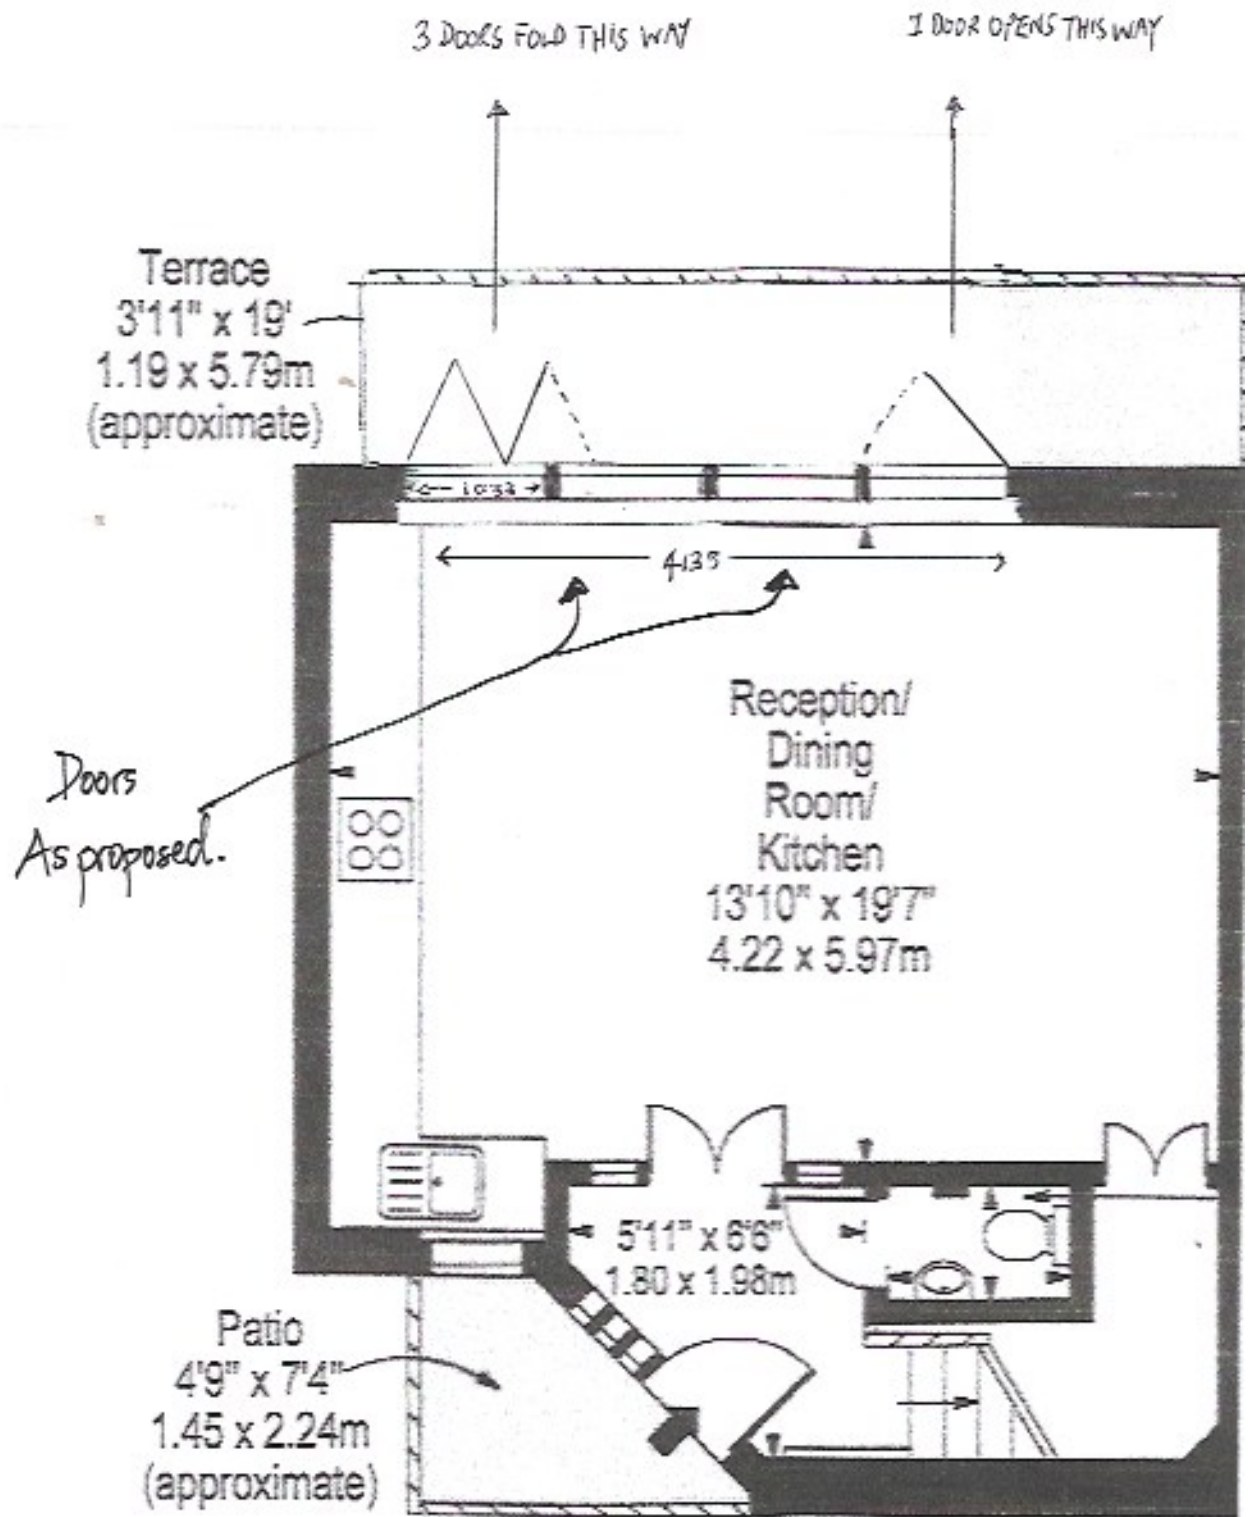 3 DOORS FOLD THIS WAY
1 DOOR OPENS THIS WAY
Terrace
3'11" x 19'
1.19 x 5.79m
(approximate)
1033
4135
Doors
As proposed.
Reception/
Dining
Room/
Kitchen
13'10" x 19'7"
4.22 x 5.97m
5'11" x 6'6"
1.80 x 1.98m
Patio
4'9" x 7'4"
1.45 x 2.24m
(approximate)